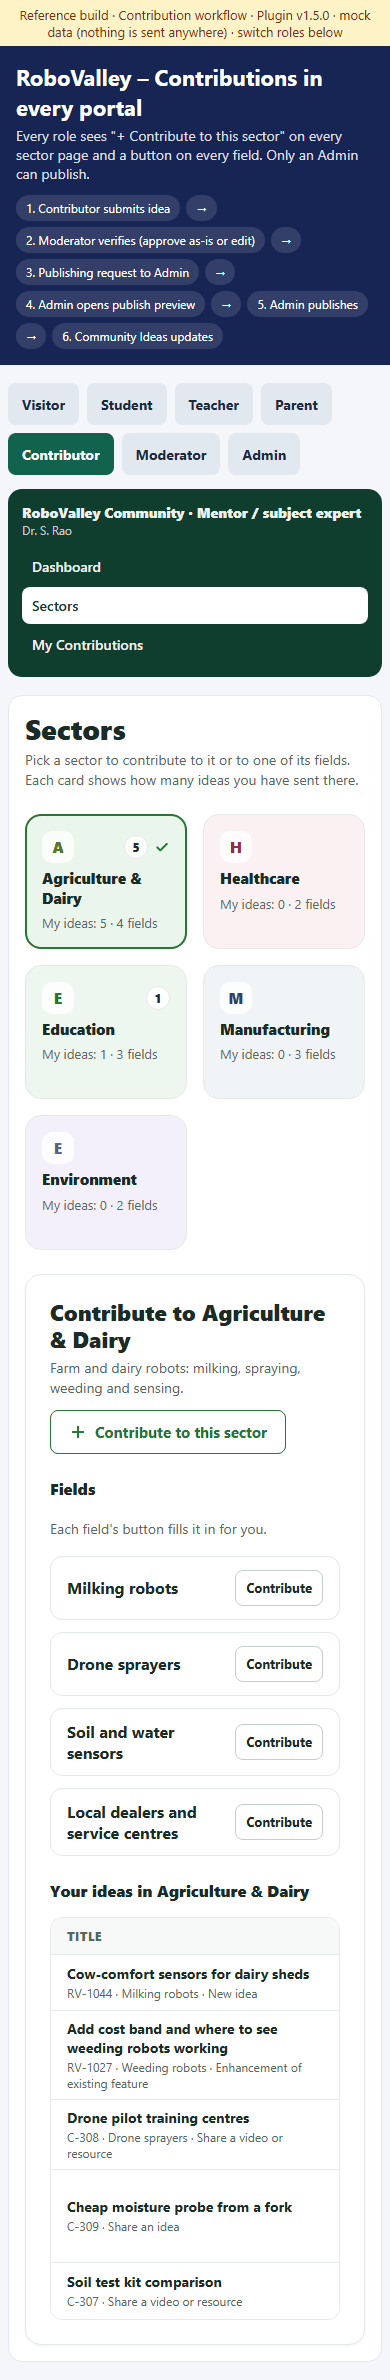 Reference build · Contribution workflow · Plugin v1.5.0 · mock
data (nothing is sent anywhere) · switch roles below
RoboValley – Contributions in
every portal
Every role sees "+ Contribute to this sector" on every
sector page and a button on every field. Only an Admin
can publish.
1. Contributor submits idea →
2. Moderator verifies (approve as-is or edit) →
3. Publishing request to Admin →
4. Admin opens publish preview → 5. Admin publishes
→ 6. Community Ideas updates
Visitor Student Teacher Parent
Contributor Moderator Admin
RoboValley Community · Mentor / subject expert
Dr. S. Rao
Dashboard
Sectors
My Contributions
Sectors
Pick a sector to contribute to it or to one of its fields.
Each card shows how many ideas you have sent there.
A 5 ✓
Agriculture &
Dairy
My ideas: 5 · 4 fields
H
Healthcare
My ideas: 0 · 2 fields
E 1
Education
My ideas: 1 · 3 fields
M
Manufacturing
My ideas: 0 · 3 fields
E
Environment
My ideas: 0 · 2 fields
Contribute to Agriculture
& Dairy
Farm and dairy robots: milking, spraying,
weeding and sensing.
+ Contribute to this sector
Fields
Each field's button fills it in for you.
Milking robots Contribute
Drone sprayers Contribute
Soil and water
sensors
Contribute
Local dealers and
service centres
Contribute
Your ideas in Agriculture & Dairy
TITLE
Cow-comfort sensors for dairy sheds
RV-1044 · Milking robots · New idea
Add cost band and where to see
weeding robots working
RV-1027 · Weeding robots · Enhancement of
existing feature
Drone pilot training centres
C-308 · Drone sprayers · Share a video or
resource
Cheap moisture probe from a fork
C-309 · Share an idea
Soil test kit comparison
C-307 · Share a video or resource